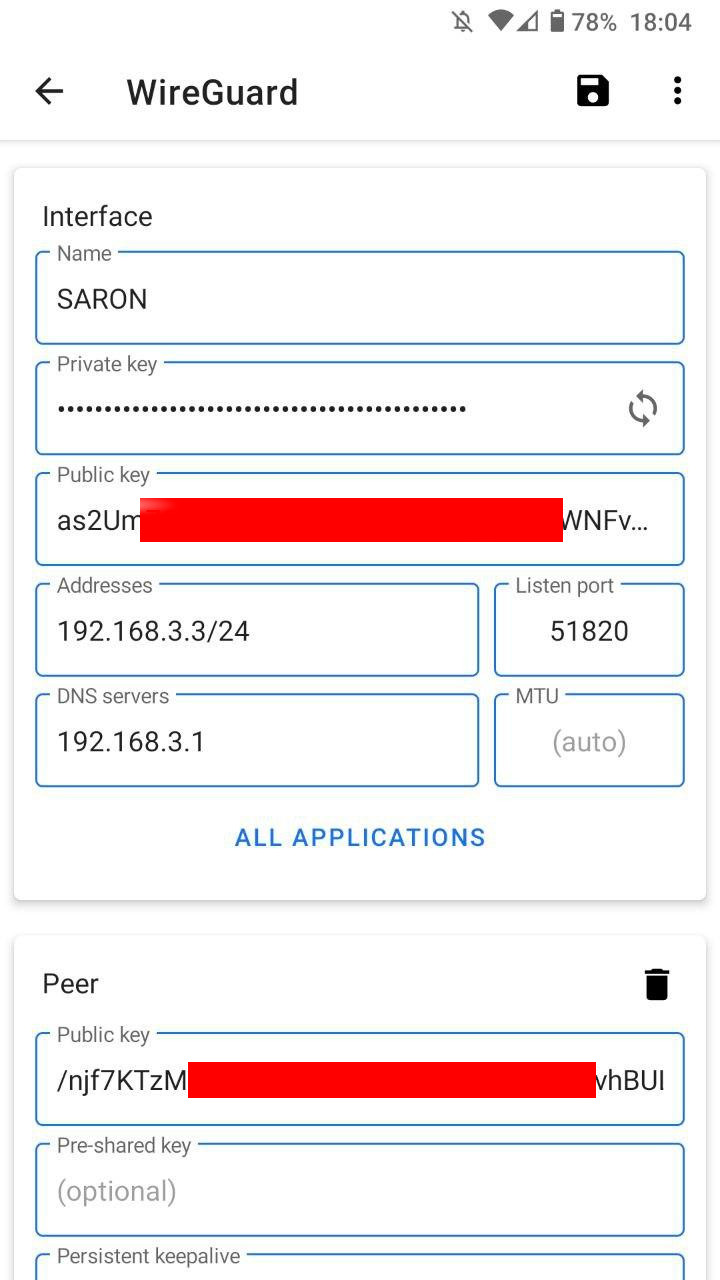 78% 18:04
WireGuard
Interface
Name
SARON
Private key
••••••••••••••••••••••••••••••••••••••••••••
Public key
as2Um WNFv...
Addresses
192.168.3.3/24
Listen port
51820
DNS servers
192.168.3.1
MTU
(auto)
ALL APPLICATIONS
Peer
Public key
/njf7KTzM vhBUI
Pre-shared key
(optional)
Persistent keepalive